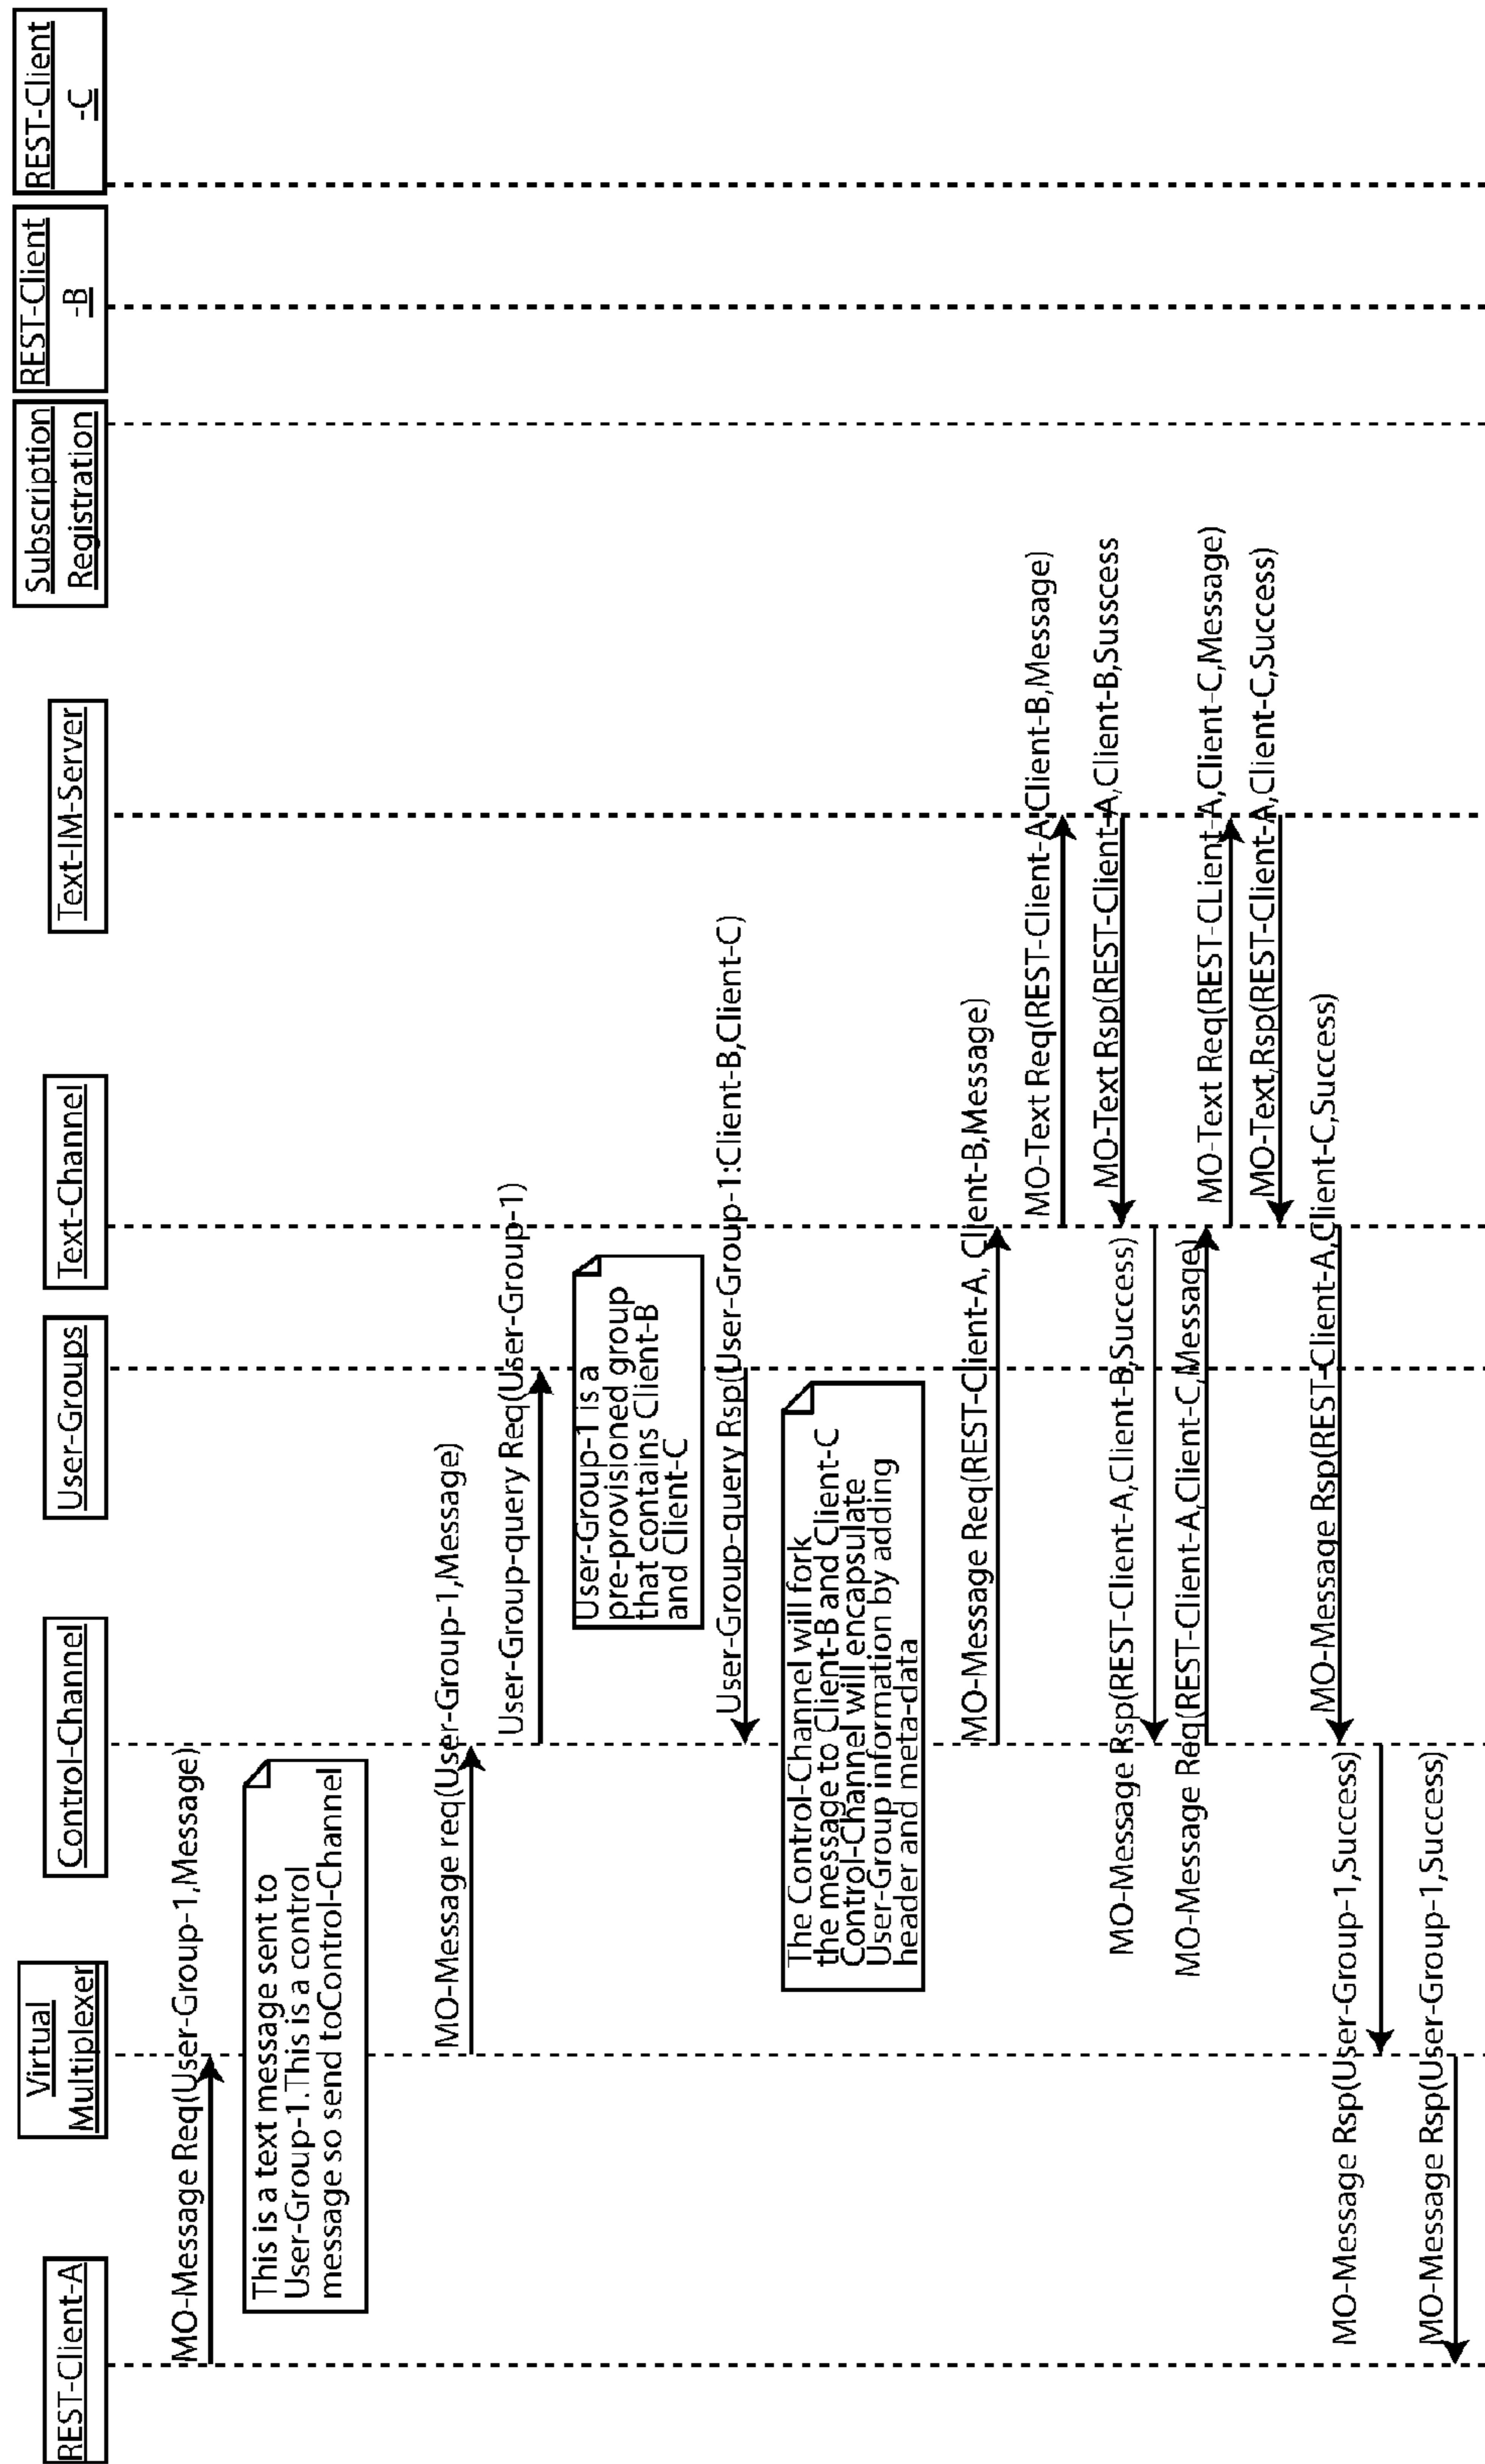 REST-Client-A
Virtual
Multiplexer
Control-Channel
User-Groups
Text-Channel
Text-IM-Server
Subscription
Registration
REST-Client
-B
REST-Client
-C
MO-Message Req(User-Group-1,Message)
This is a text message sent to
User-Group-1.This is a control
message so send toControl-Channel
MO-Message req(User-Group-1,Message)
User-Group-query Req(User-Group-1)
User-Group-1 is a
pre-provisioned group
that contains Client-B
and Client-C
User-Group-query Rsp(User-Group-1:Client-B,Client-C)
The Control-Channel will fork
the message to Client-B and Client-C
Control-Channel will encapsulate
User-Group information by adding
header and meta-data
MO-Message Req(REST-Client-A, Client-B,Message)
MO-Text Req(REST-Client-A,Client-B,Message)
MO-Text Rsp(REST-Client-A,Client-B,Susscess
MO-Message Rsp(REST-Client-A,Client-B,Success)
MO-Message Req(REST-Client-A,Client-C,Message)
MO-Text Req(REST-CLient-A,Client-C,Message)
MO-Text,Rsp(REST-Client-A,Client-C,Success)
MO-Message Rsp(REST-Client-A,Client-C,Success)
MO-Message Rsp(User-Group-1,Success)
MO-Message Rsp(User-Group-1,Success)